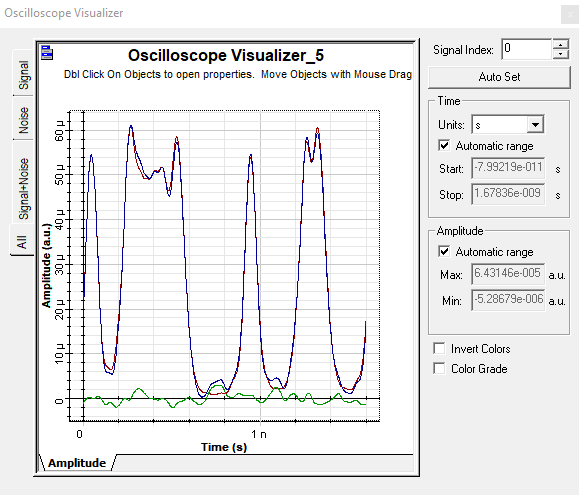 Oscilloscope Visualizer
x
Signal
Noise
Signal+Noise
All
Oscilloscope Visualizer_5
Dbl Click On Objects to open properties. Move Objects with Mouse Drag
Amplitude (a.u.)
60 µ
50 µ
40 µ
30 µ
20 µ
10 µ
0
0
1 n
Time (s)
Amplitude
Signal Index: 0
Auto Set
Time
Units: s
Automatic range
Start: -7.99219e-011 s
Stop: 1.67836e-009 s
Amplitude
Automatic range
Max: 6.43146e-005 a.u.
Min: -5.28679e-006 a.u.
Invert Colors
Color Grade